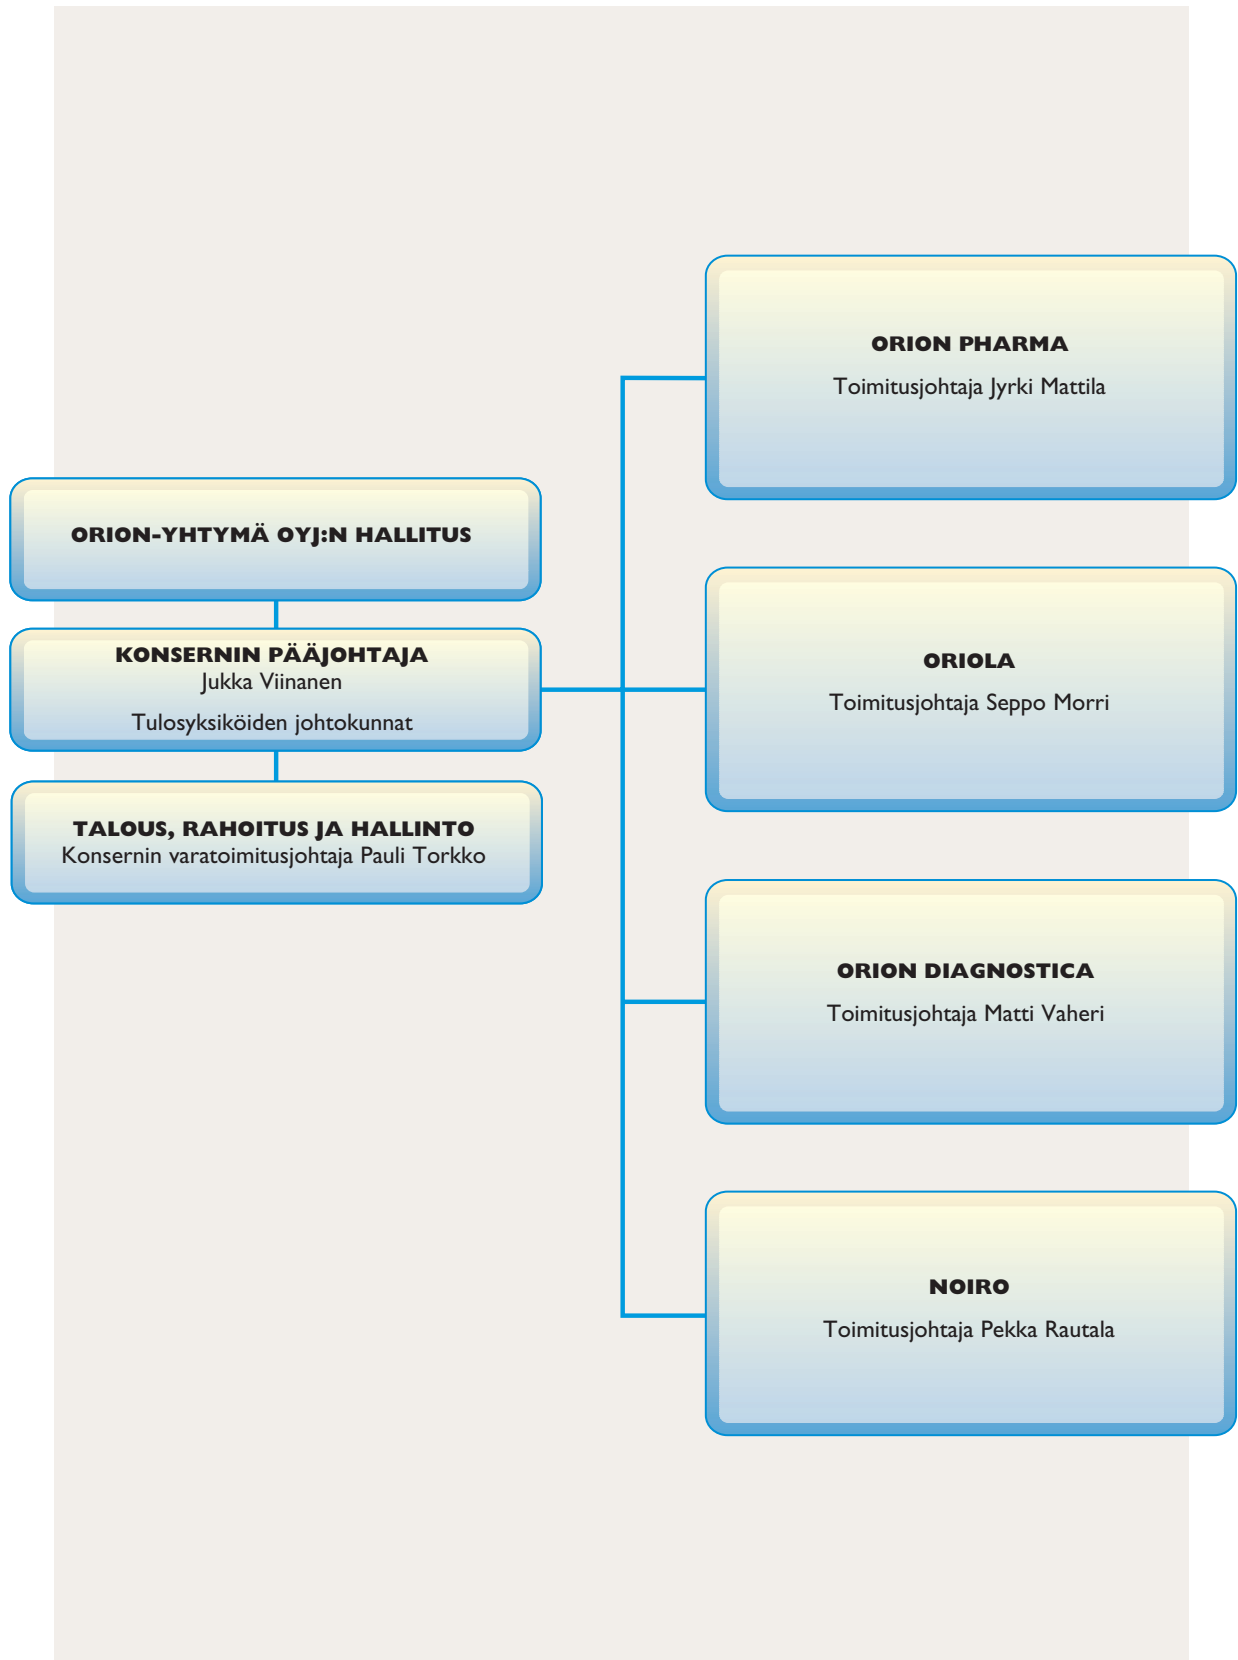 ORION-YHTYMÄ OYJ:N HALLITUS
KONSERNIN PÄÄJOHTAJA
Jukka Viinanen
Tulosyksiköiden johtokunnat
TALOUS, RAHOITUS JA HALLINTO
Konsernin varatoimitusjohtaja Pauli Torkko
ORION PHARMA
Toimitusjohtaja Jyrki Mattila
ORIOLA
Toimitusjohtaja Seppo Morri
ORION DIAGNOSTICA
Toimitusjohtaja Matti Vaheri
NOIRO
Toimitusjohtaja Pekka Rautala